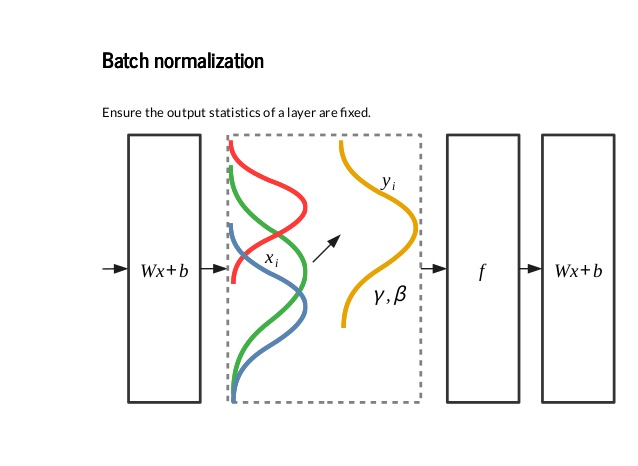 Batch normalization
Ensure the output statistics of a layer are fixed.
y_i
x_i
Wx+b
γ,β
f
Wx+b